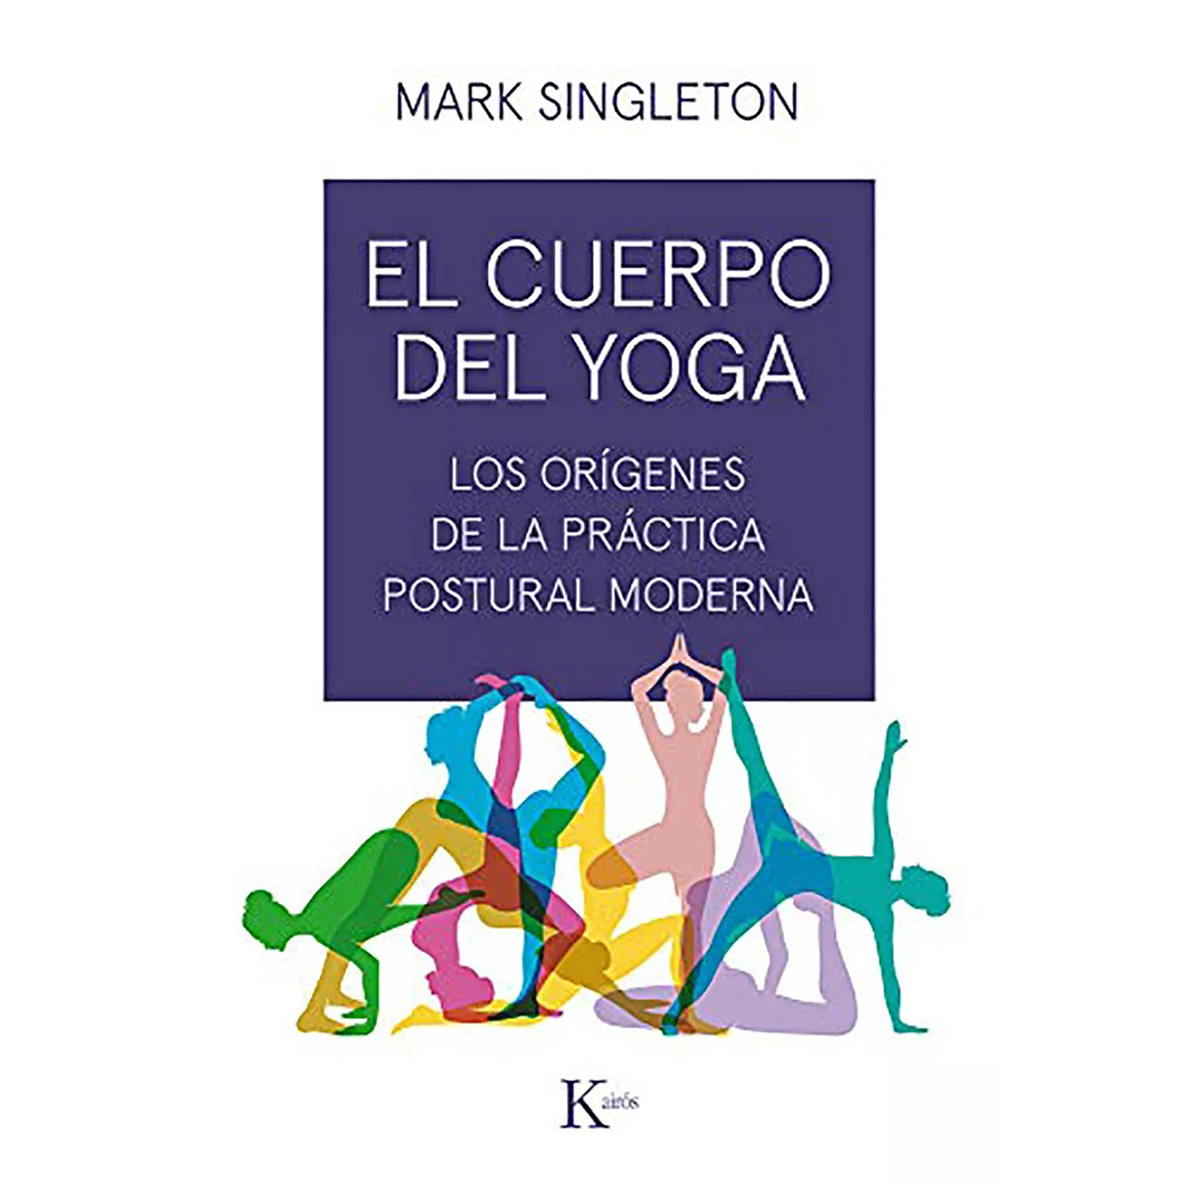 MARK SINGLETON
EL CUERPO
DEL YOGA
LOS ORÍGENES
DE LA PRÁCTICA
POSTURAL MODERNA
Kairós